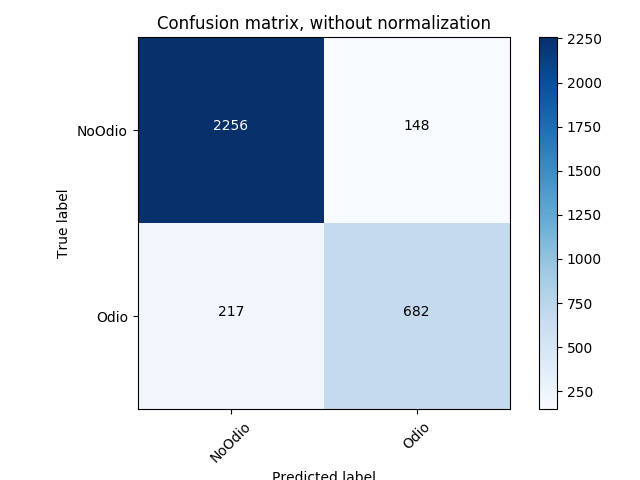 Confusion matrix, without normalization
2250
2000
1750
1500
1250
1000
750
500
250
True label
NoOdio
2256
148
Odio
217
682
NoOdio
Odio
Predicted label